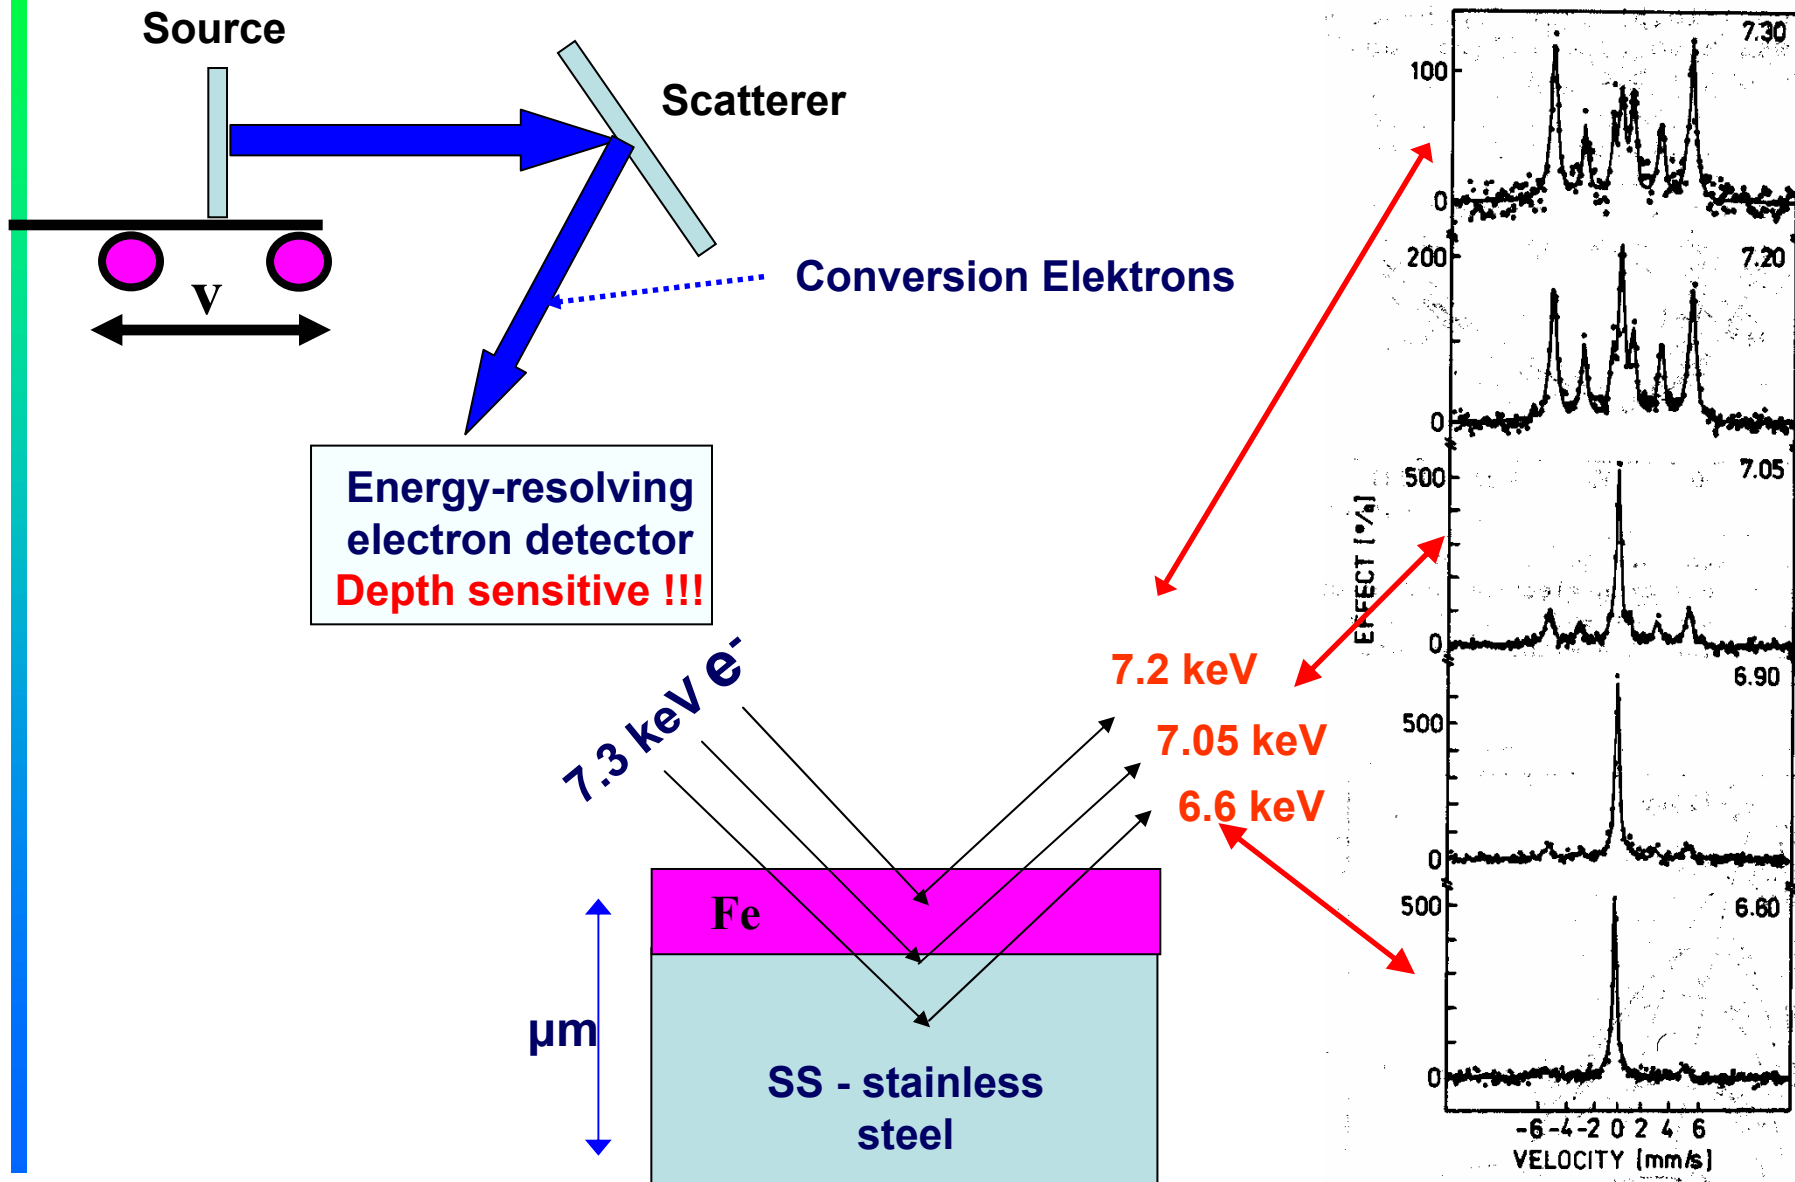 Source
Scatterer
v
Conversion Elektrons
Energy-resolving
electron detector
Depth sensitive !!!
7.3 keV e-
7.2 keV
7.05 keV
6.6 keV
Fe
µm
SS - stainless
steel
7.30
100
0
7.20
200
0
7.05
500
0
EFFECT [%]
6.90
500
0
6.60
500
0
-6 -4 -2 0 2 4 6
VELOCITY [mm/s]